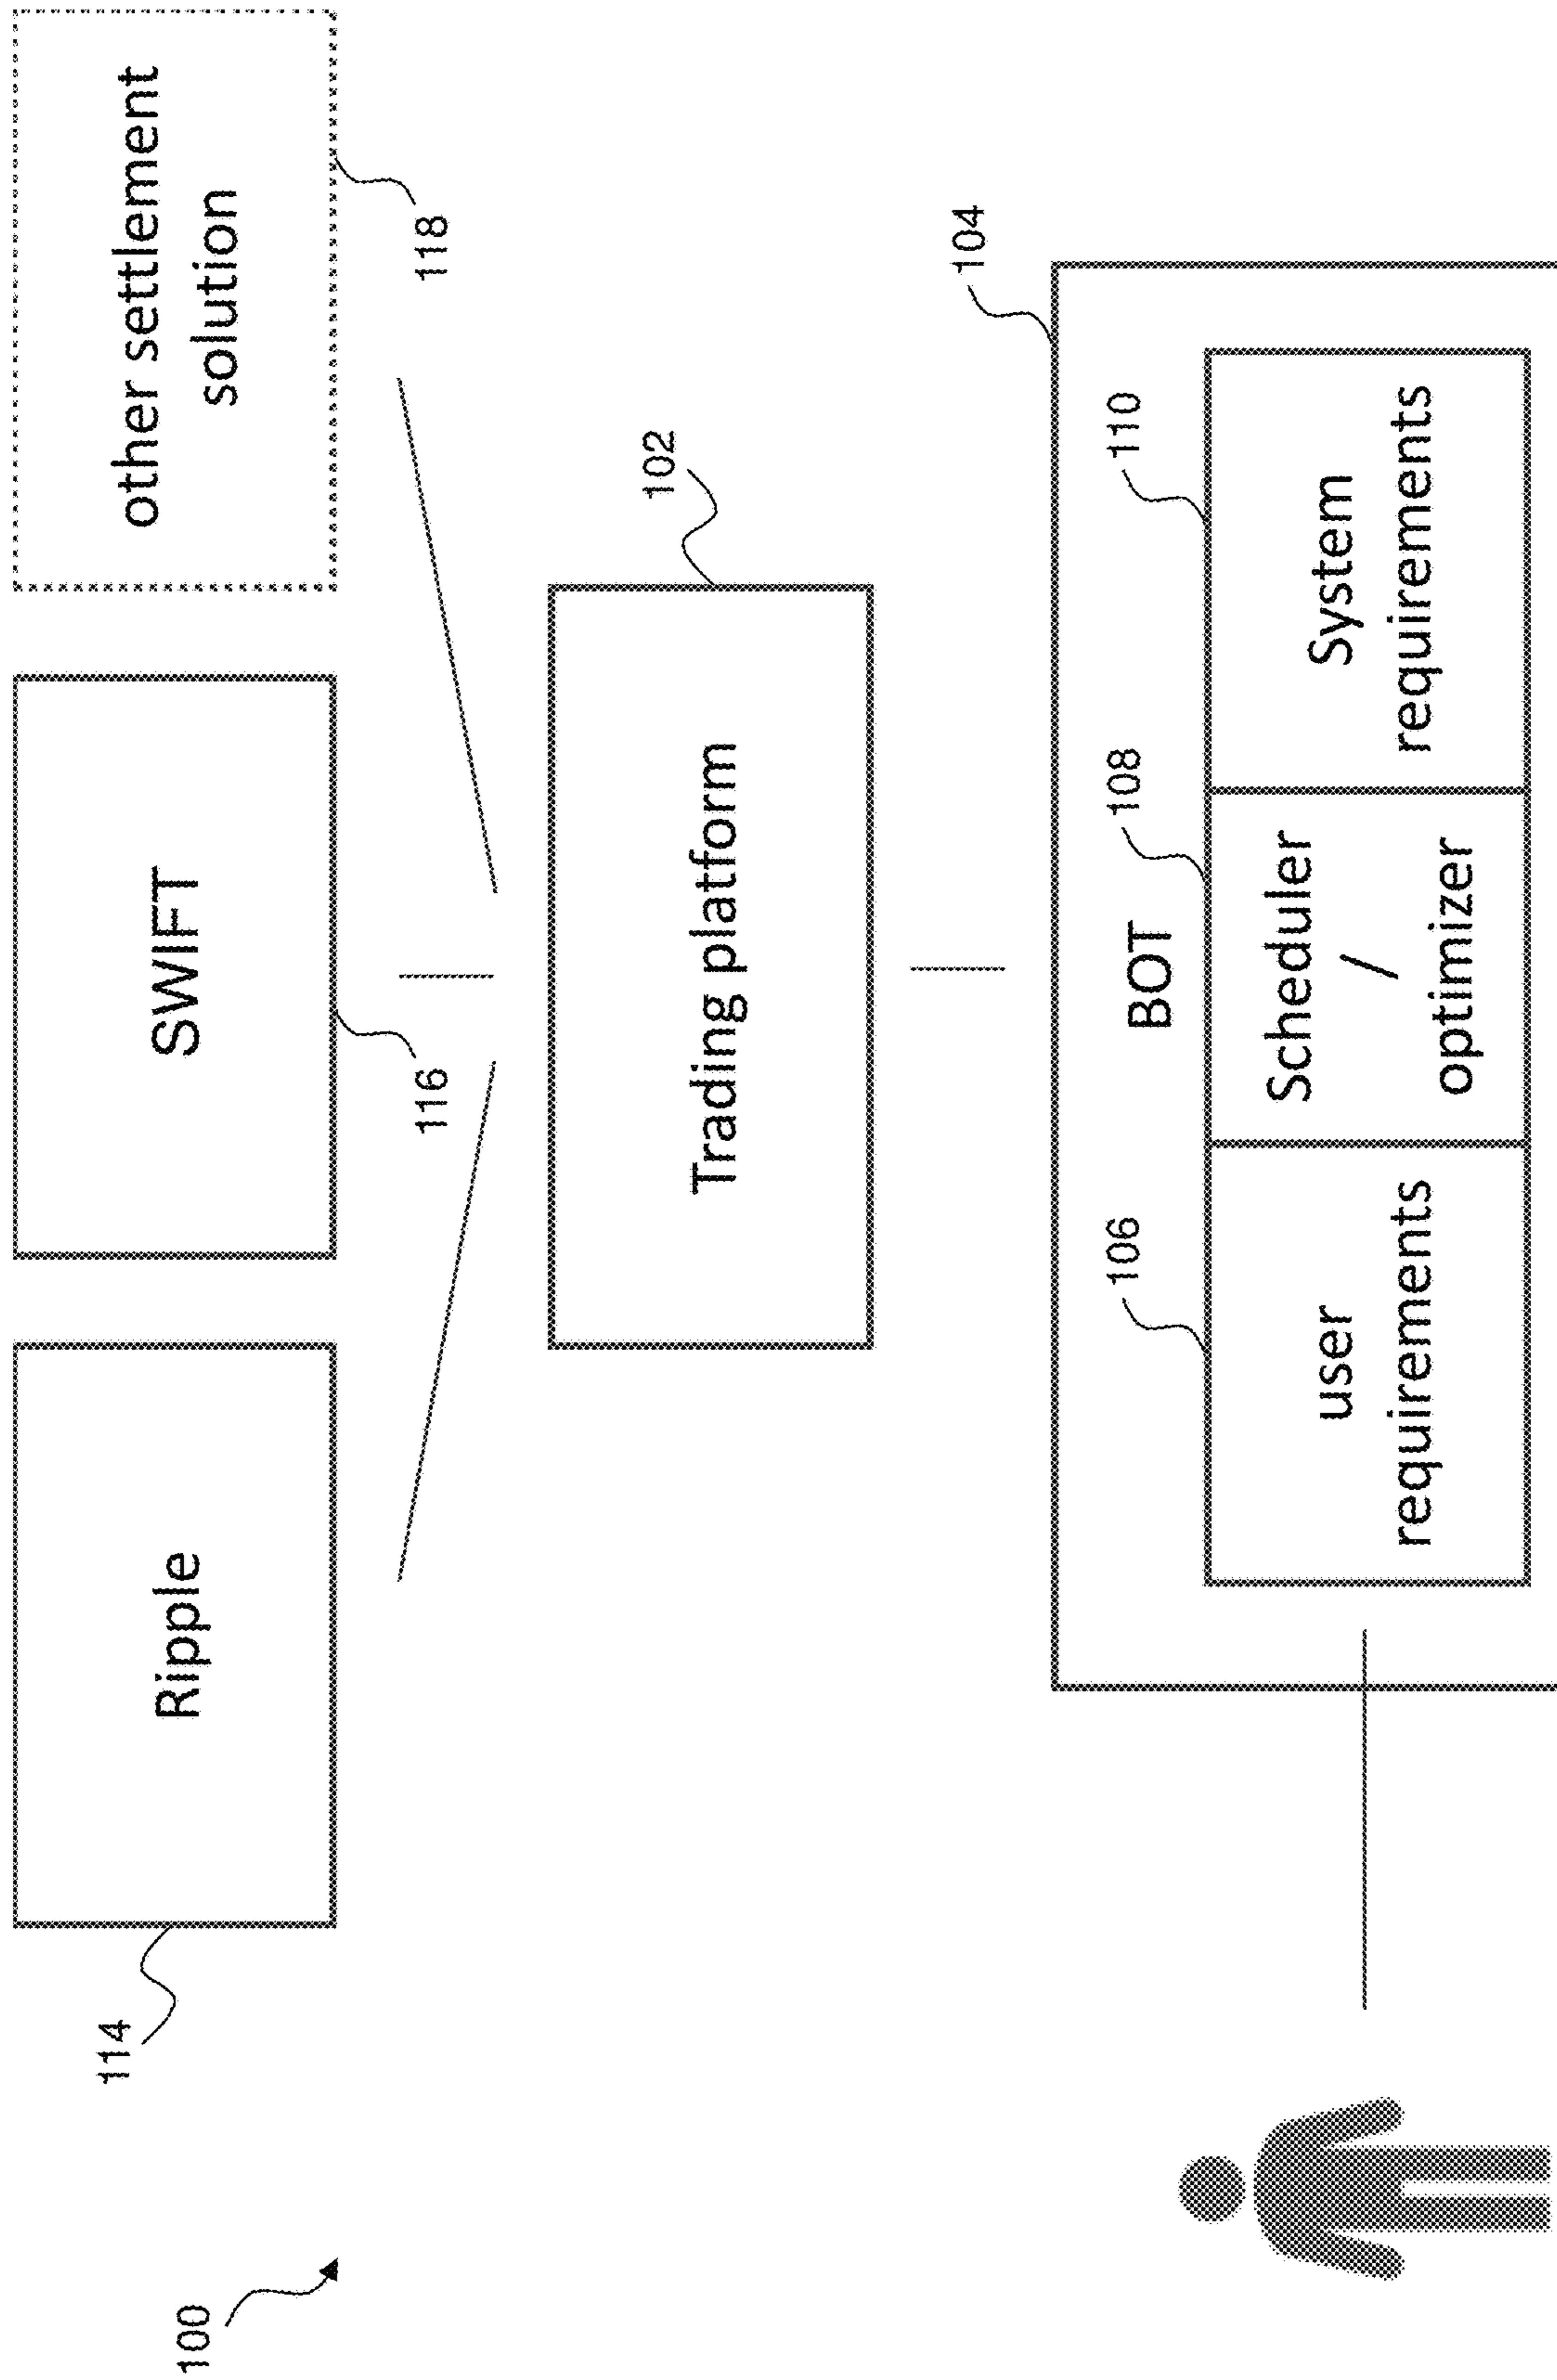 100
114
Ripple
SWIFT
116
other settlement
solution
118
Trading platform
102
104
BOT
106
user
requirements
108
Scheduler
/
optimizer
110
System
requirements